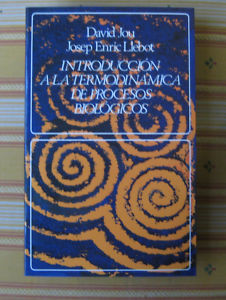 David Jou
Josep Enric Llebot
INTRODUCCIÓN
A LA TERMODINÁMICA
DE PROCESOS
BIOLÓGICOS